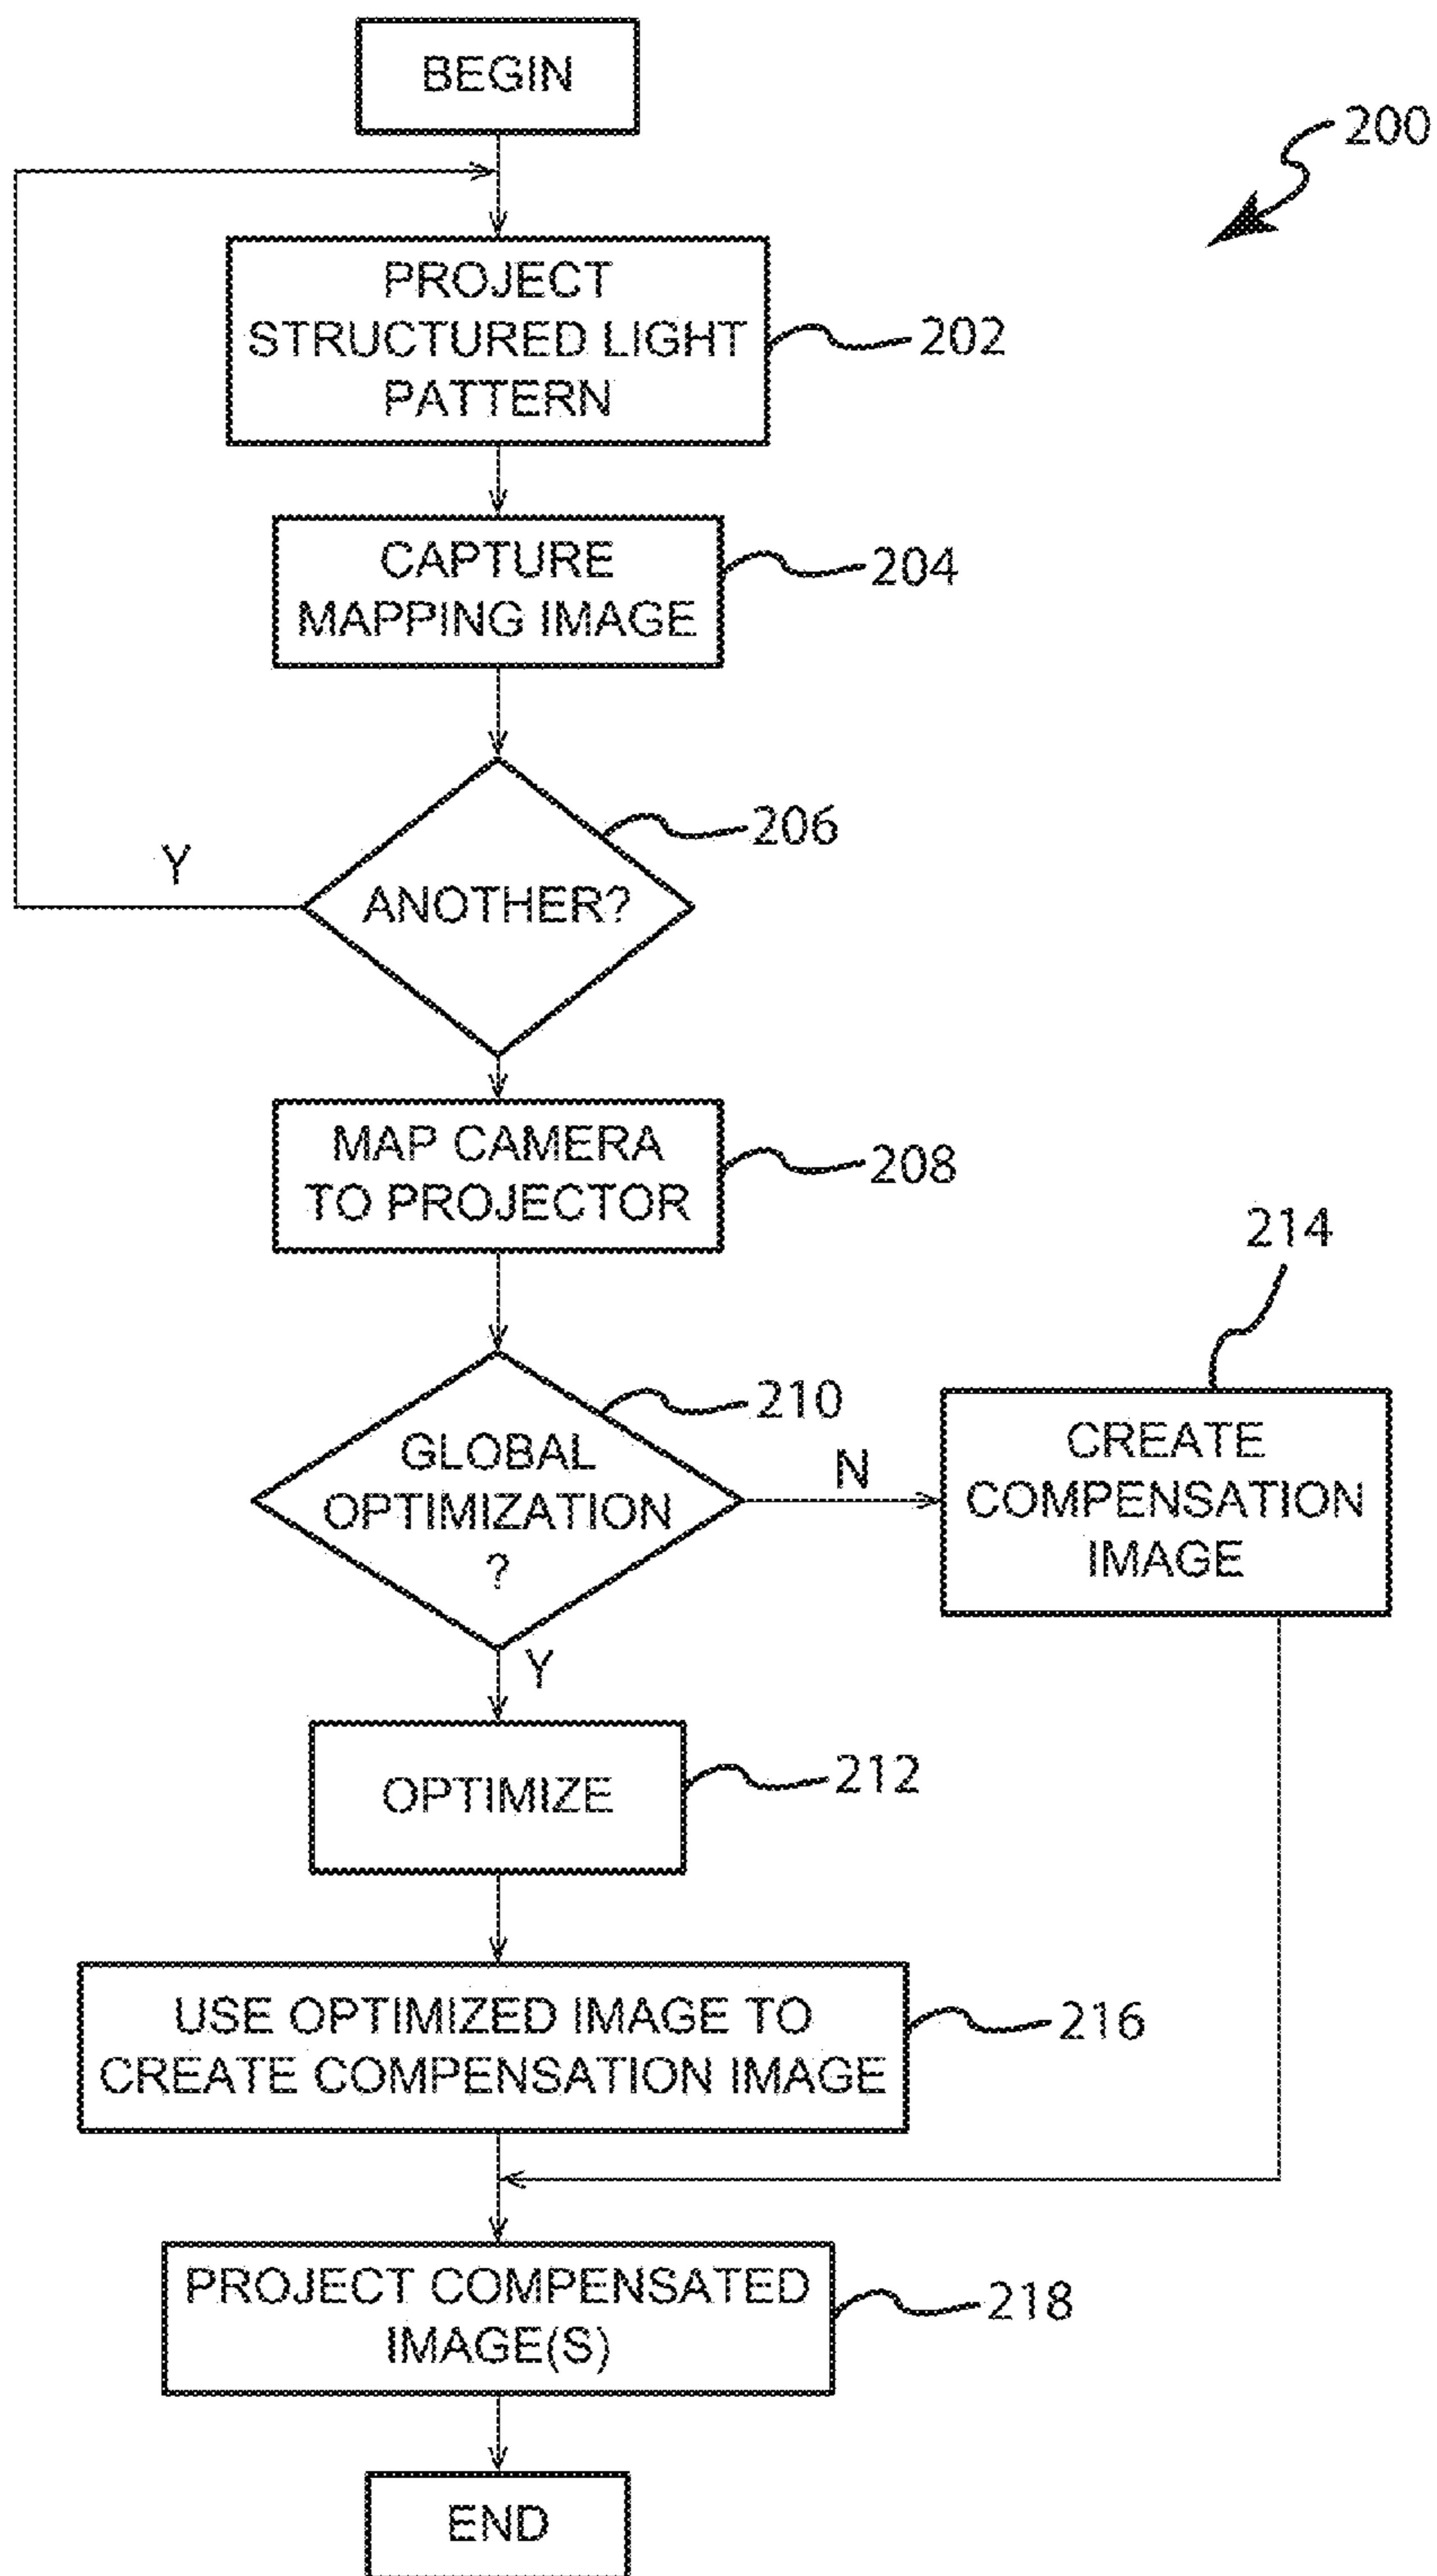 BEGIN
200
PROJECT
STRUCTURED LIGHT
PATTERN
202
CAPTURE
MAPPING IMAGE
204
206
ANOTHER?
Y
MAP CAMERA
TO PROJECTOR
208
214
210
GLOBAL
OPTIMIZATION
?
N
CREATE
COMPENSATION
IMAGE
Y
OPTIMIZE
212
USE OPTIMIZED IMAGE TO
CREATE COMPENSATION IMAGE
216
PROJECT COMPENSATED
IMAGE(S)
218
END